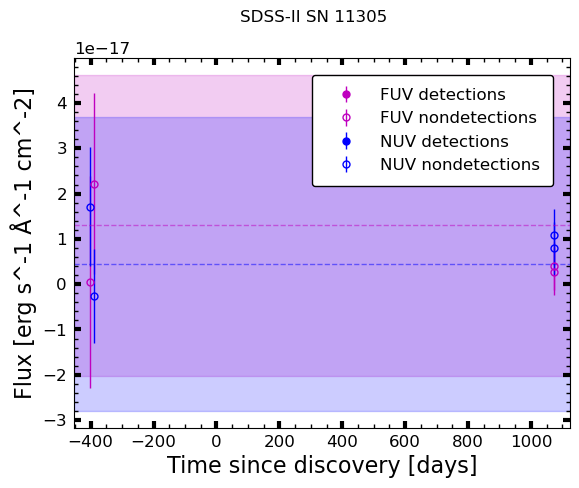 SDSS-II SN 11305
1e−17
FUV detections
FUV nondetections
NUV detections
NUV nondetections
4
3
2
1
0
−1
−2
−3
Flux [erg s^-1 Å^-1 cm^-2]
−400 −200 0 200 400 600 800 1000
Time since discovery [days]